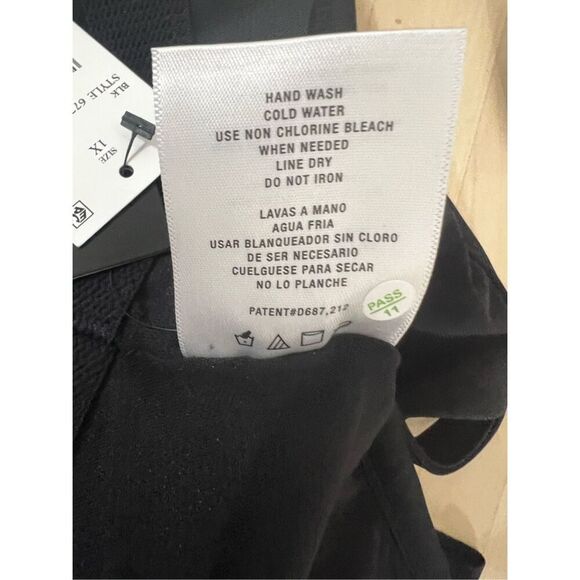 BLK
STYLE 67
SIZE 1X
HAND WASH
COLD WATER
USE NON CHLORINE BLEACH
WHEN NEEDED
LINE DRY
DO NOT IRON
LAVAS A MANO
AGUA FRIA
USAR BLANQUEADOR SIN CLORO
DE SER NECESARIO
CUELGUESE PARA SECAR
NO LO PLANCHE
PATENT#D687,212
PASS
11